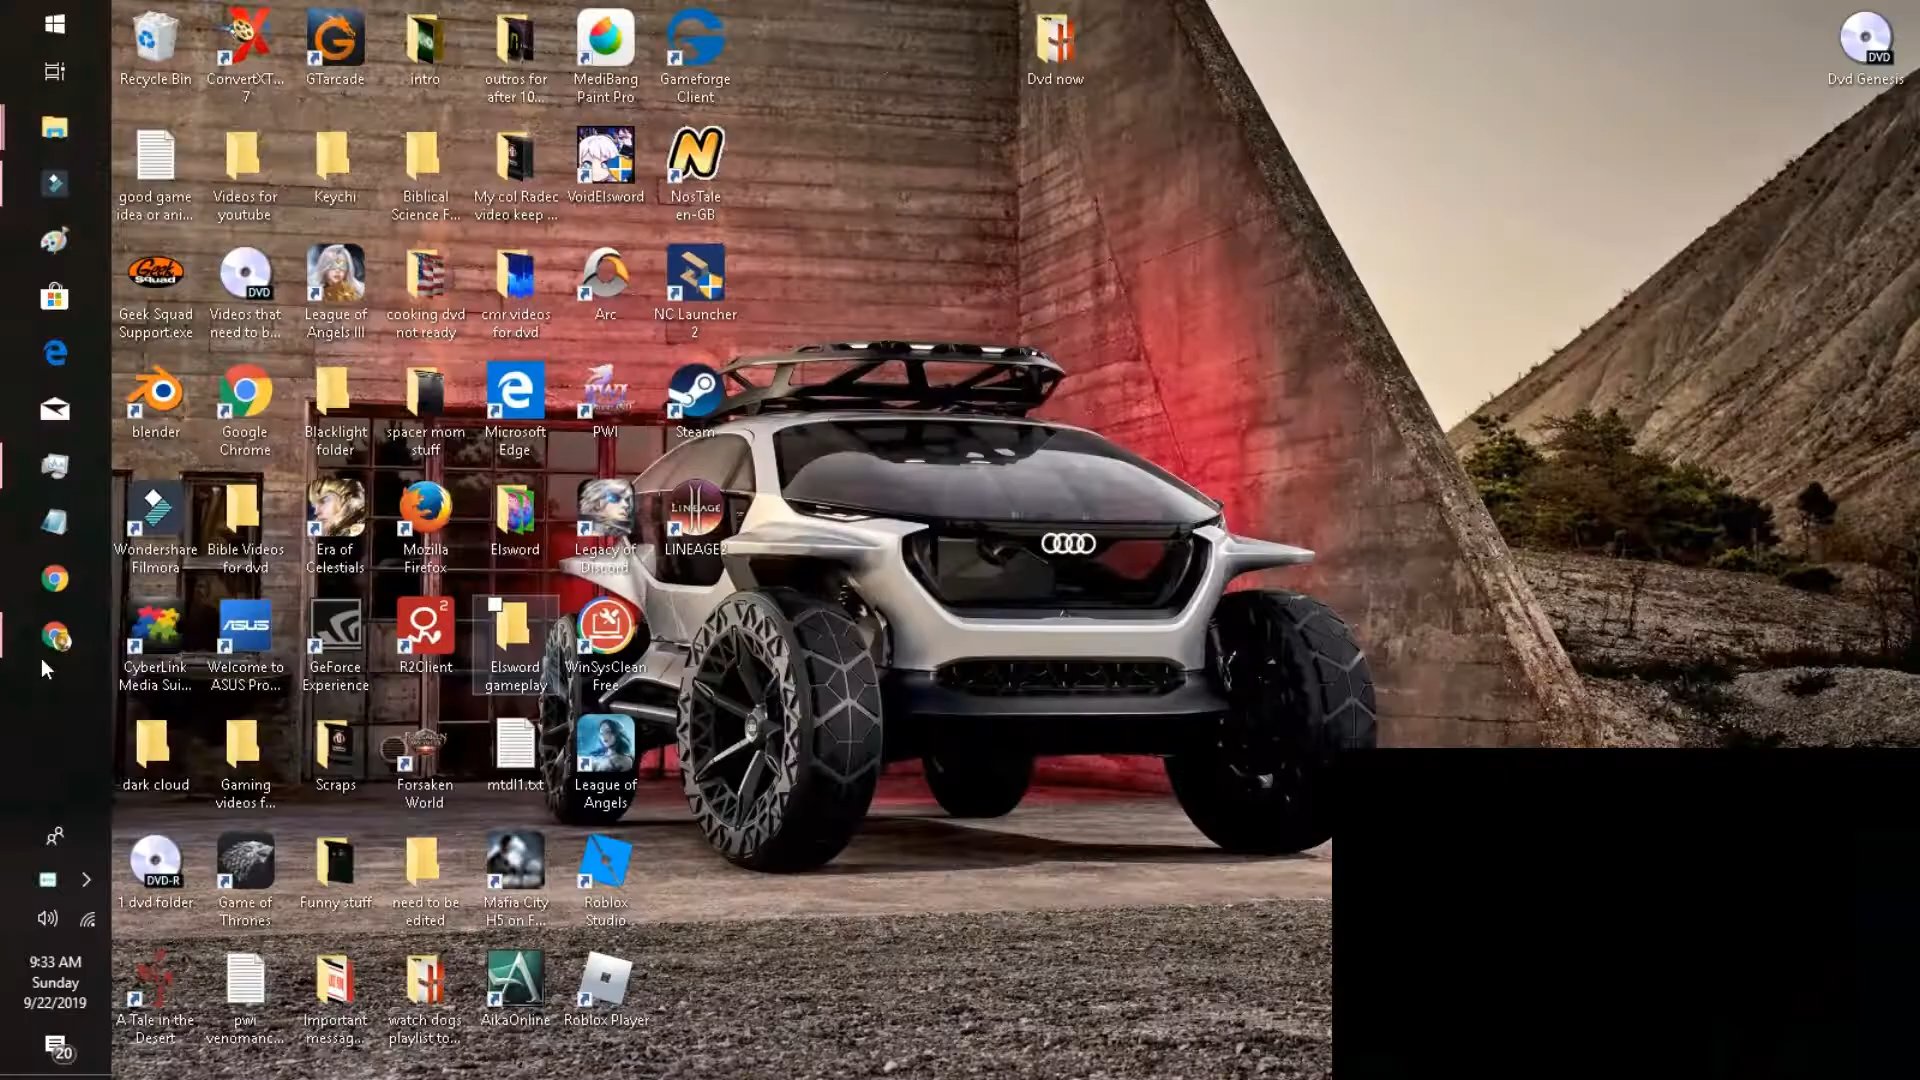 Recycle Bin
ConvertXT...
7
GTarcade
intro
outros for
after 10...
MediBang
Paint Pro
Gameforge
Client
Dvd now
DVD
Dvd Genesis
good game
idea or ani...
Videos for
youtube
Keychi
Biblical
Science F...
My col Radec
video keep ...
VoidElsword
NosTale
en-GB
Geek
Squad
Geek Squad
Support.exe
DVD
Videos that
need to b...
League of
Angels III
cooking dvd
not ready
cmr videos
for dvd
Arc
NC Launcher
2
blender
Google
Chrome
Blacklight
folder
spacer mom
stuff
Microsoft
Edge
PWI
Steam
Wondershare
Filmora
Bible Videos
for dvd
Era of
Celestials
Mozilla
Firefox
Elsword
Legacy of
Discord
LINEAGE
LINEAGE2
CyberLink
Media Sui...
ASUS
Welcome to
ASUS Pro...
GeForce
Experience
2
R2Client
Elsword
gameplay
WinSysClean
Free
dark cloud
Gaming
videos f...
Scraps
Forsaken
World
mtdl1.txt
League of
Angels
DVD-R
1 dvd folder
Game of
Thrones
Funny stuff
need to be
edited
Mafia City
H5 on F...
Roblox
Studio
A Tale in the
Desert
pwi
venomanc...
Important
messag...
watch dogs
playlist to...
AikaOnline
Roblox Player
9:33 AM
Sunday
9/22/2019
20